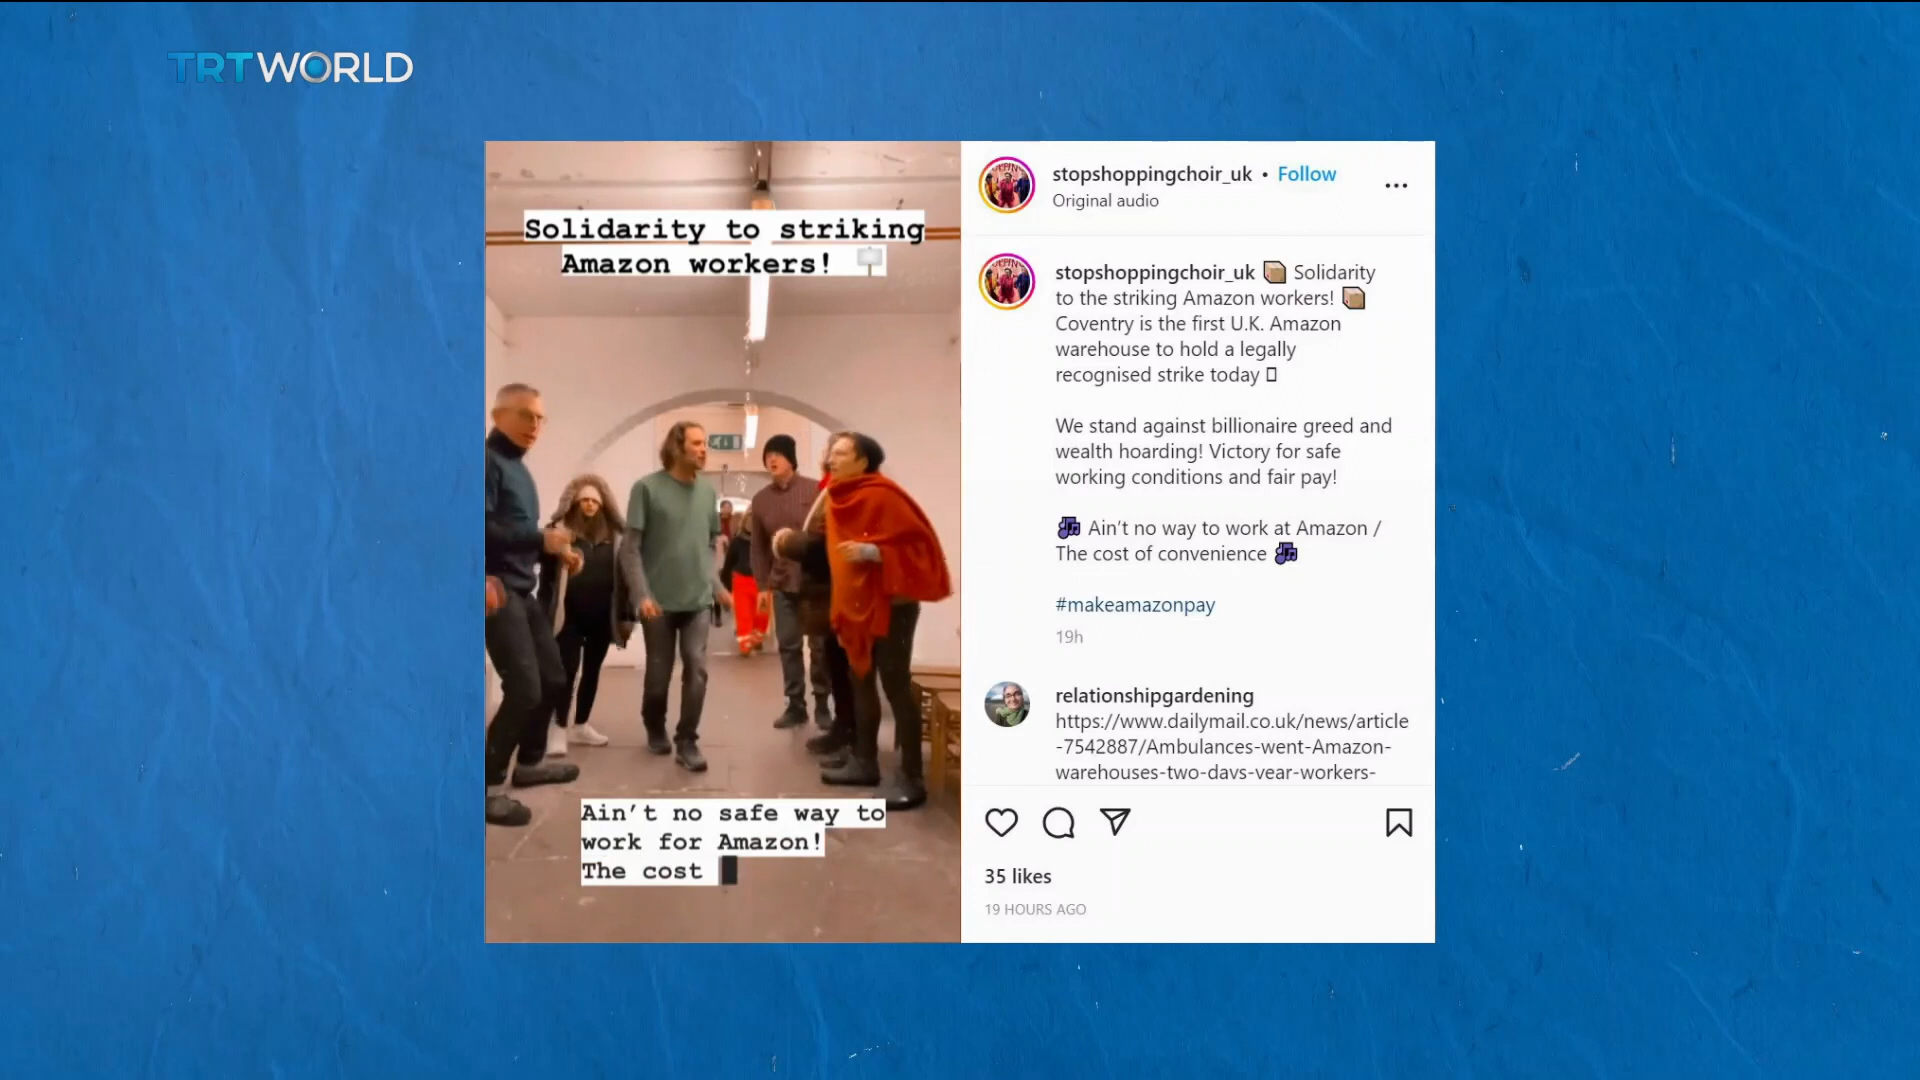 TRT WORLD
Solidarity to striking
Amazon workers!
Ain't no safe way to
work for Amazon!
The cost
stopshoppingchoir_uk • Follow
Original audio
stopshoppingchoir_uk 📦 Solidarity
to the striking Amazon workers! 📦
Coventry is the first U.K. Amazon
warehouse to hold a legally
recognised strike today
We stand against billionaire greed and
wealth hoarding! Victory for safe
working conditions and fair pay!
🎶 Ain't no way to work at Amazon /
The cost of convenience 🎶
#makeamazonpay
19h
relationshipgardening
https://www.dailymail.co.uk/news/article
-7542887/Ambulances-went-Amazon-
warehouses-two-days-year-workers-
35 likes
19 HOURS AGO